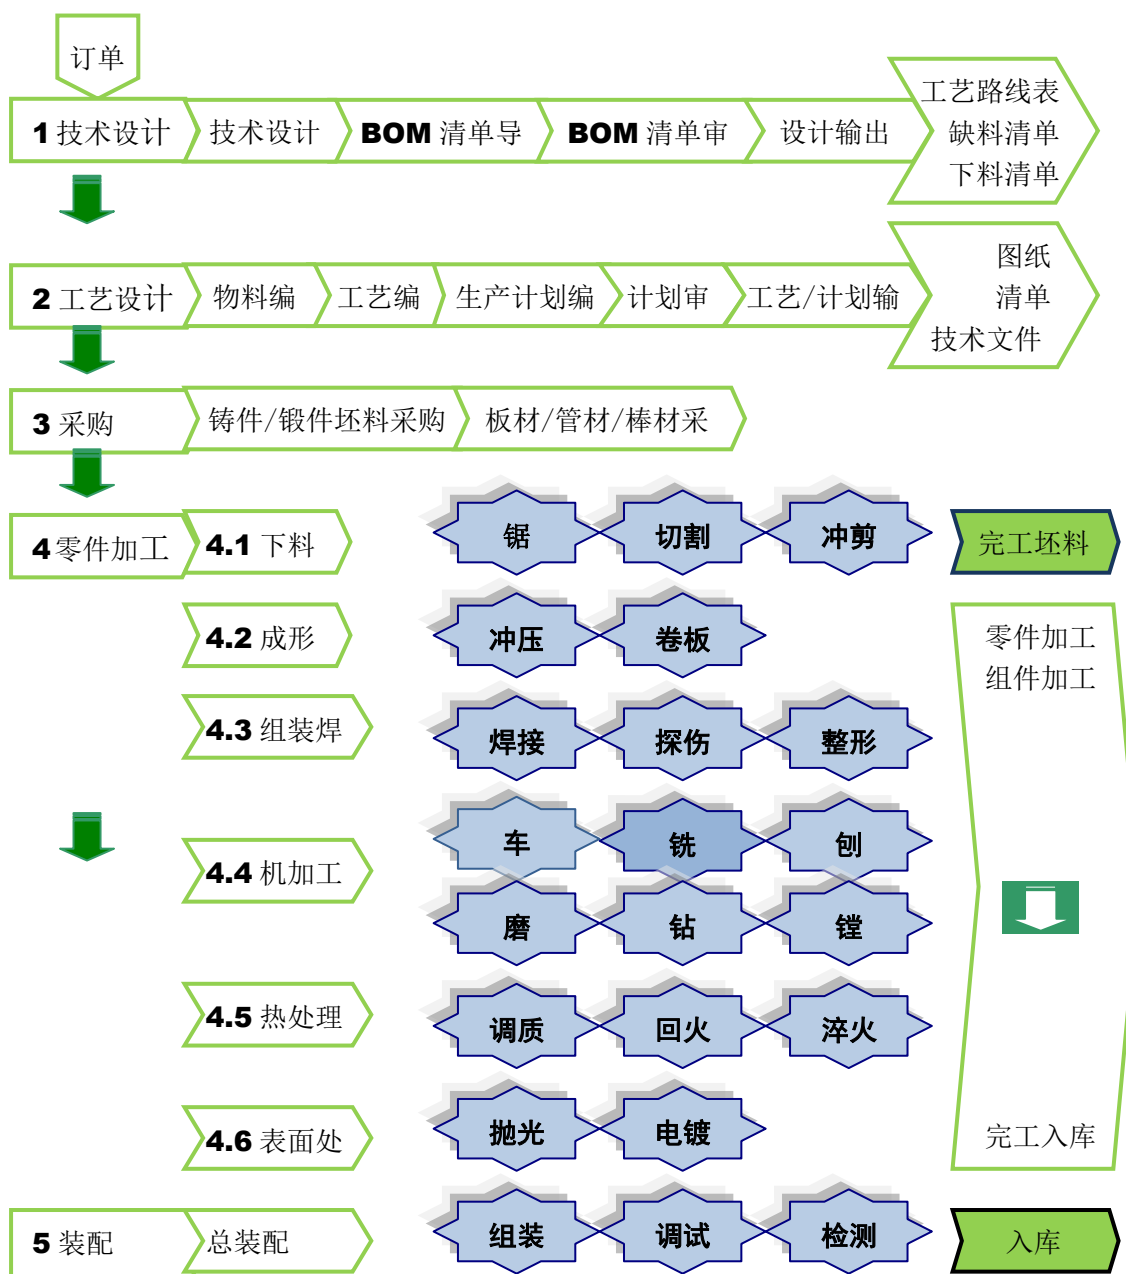 订单
1 技术设计
技术设计
BOM 清单导
BOM 清单审
设计输出
工艺路线表
缺料清单
下料清单
2 工艺设计
物料编
工艺编
生产计划编
计划审
工艺/计划输
图纸
清单
技术文件
3 采购
铸件/锻件坯料采购
板材/管材/棒材采
4 零件加工
4.1 下料
锯
切割
冲剪
完工坯料
4.2 成形
冲压
卷板
零件加工
组件加工
4.3 组装焊
焊接
探伤
整形
4.4 机加工
车
铣
刨
磨
钻
镗
4.5 热处理
调质
回火
淬火
4.6 表面处
抛光
电镀
完工入库
5 装配
总装配
组装
调试
检测
入库